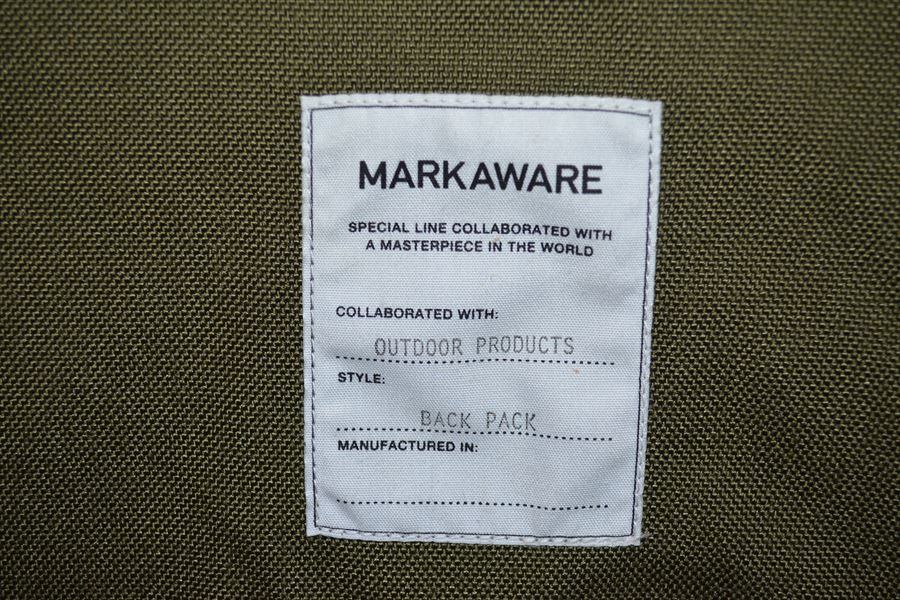 MARKAWARE
SPECIAL LINE COLLABORATED WITH
A MASTERPIECE IN THE WORLD
COLLABORATED WITH:
OUTDOOR PRODUCTS
STYLE:
BACK PACK
MANUFACTURED IN: